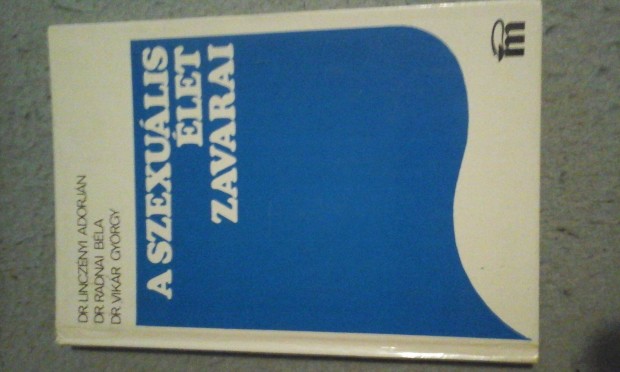 DR. LINCZÉNYI ADORJÁN
DR. RADNAI BÉLA
DR. VIKÁR GYÖRGY
A SZEXUÁLIS
ÉLET
ZAVARAI
m